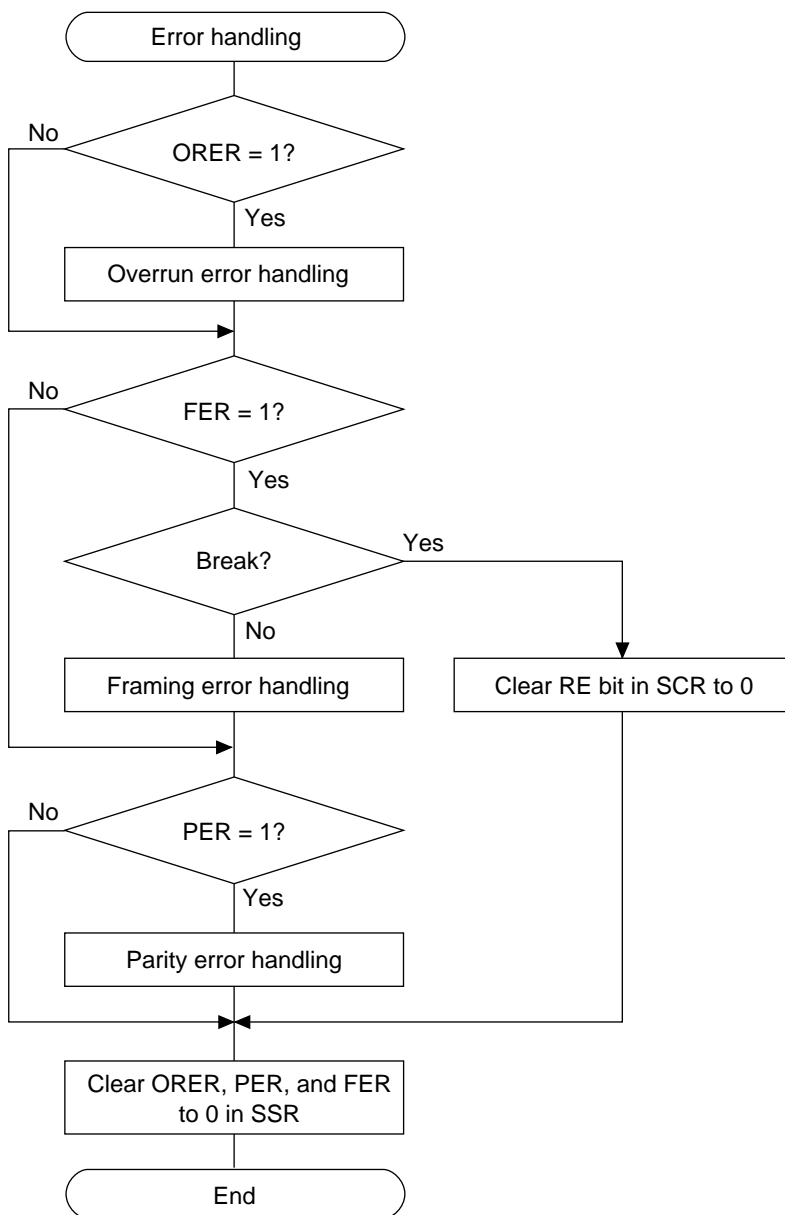 Error handling
No
ORER = 1?
Yes
Overrun error handling
No
FER = 1?
Yes
Break?
Yes
No
Framing error handling
Clear RE bit in SCR to 0
No
PER = 1?
Yes
Parity error handling
Clear ORER, PER, and FER
to 0 in SSR
End